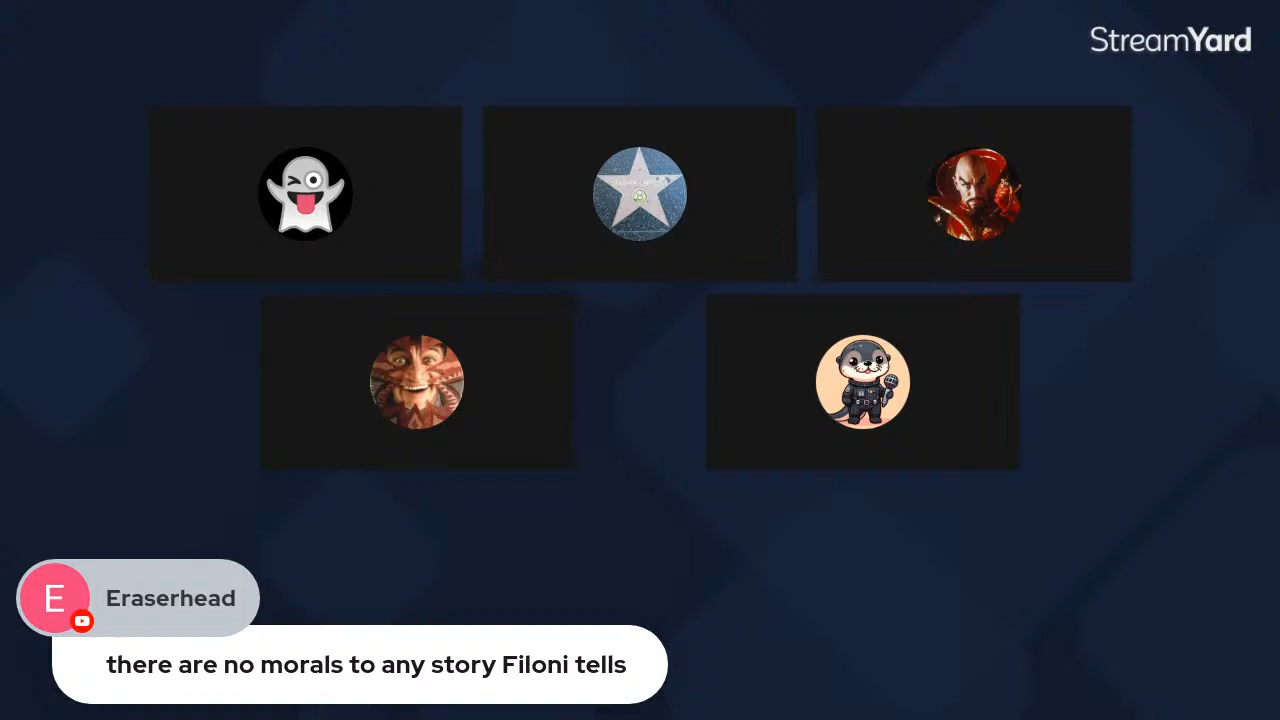 StreamYard
E
Eraserhead
there are no morals to any story Filoni tells